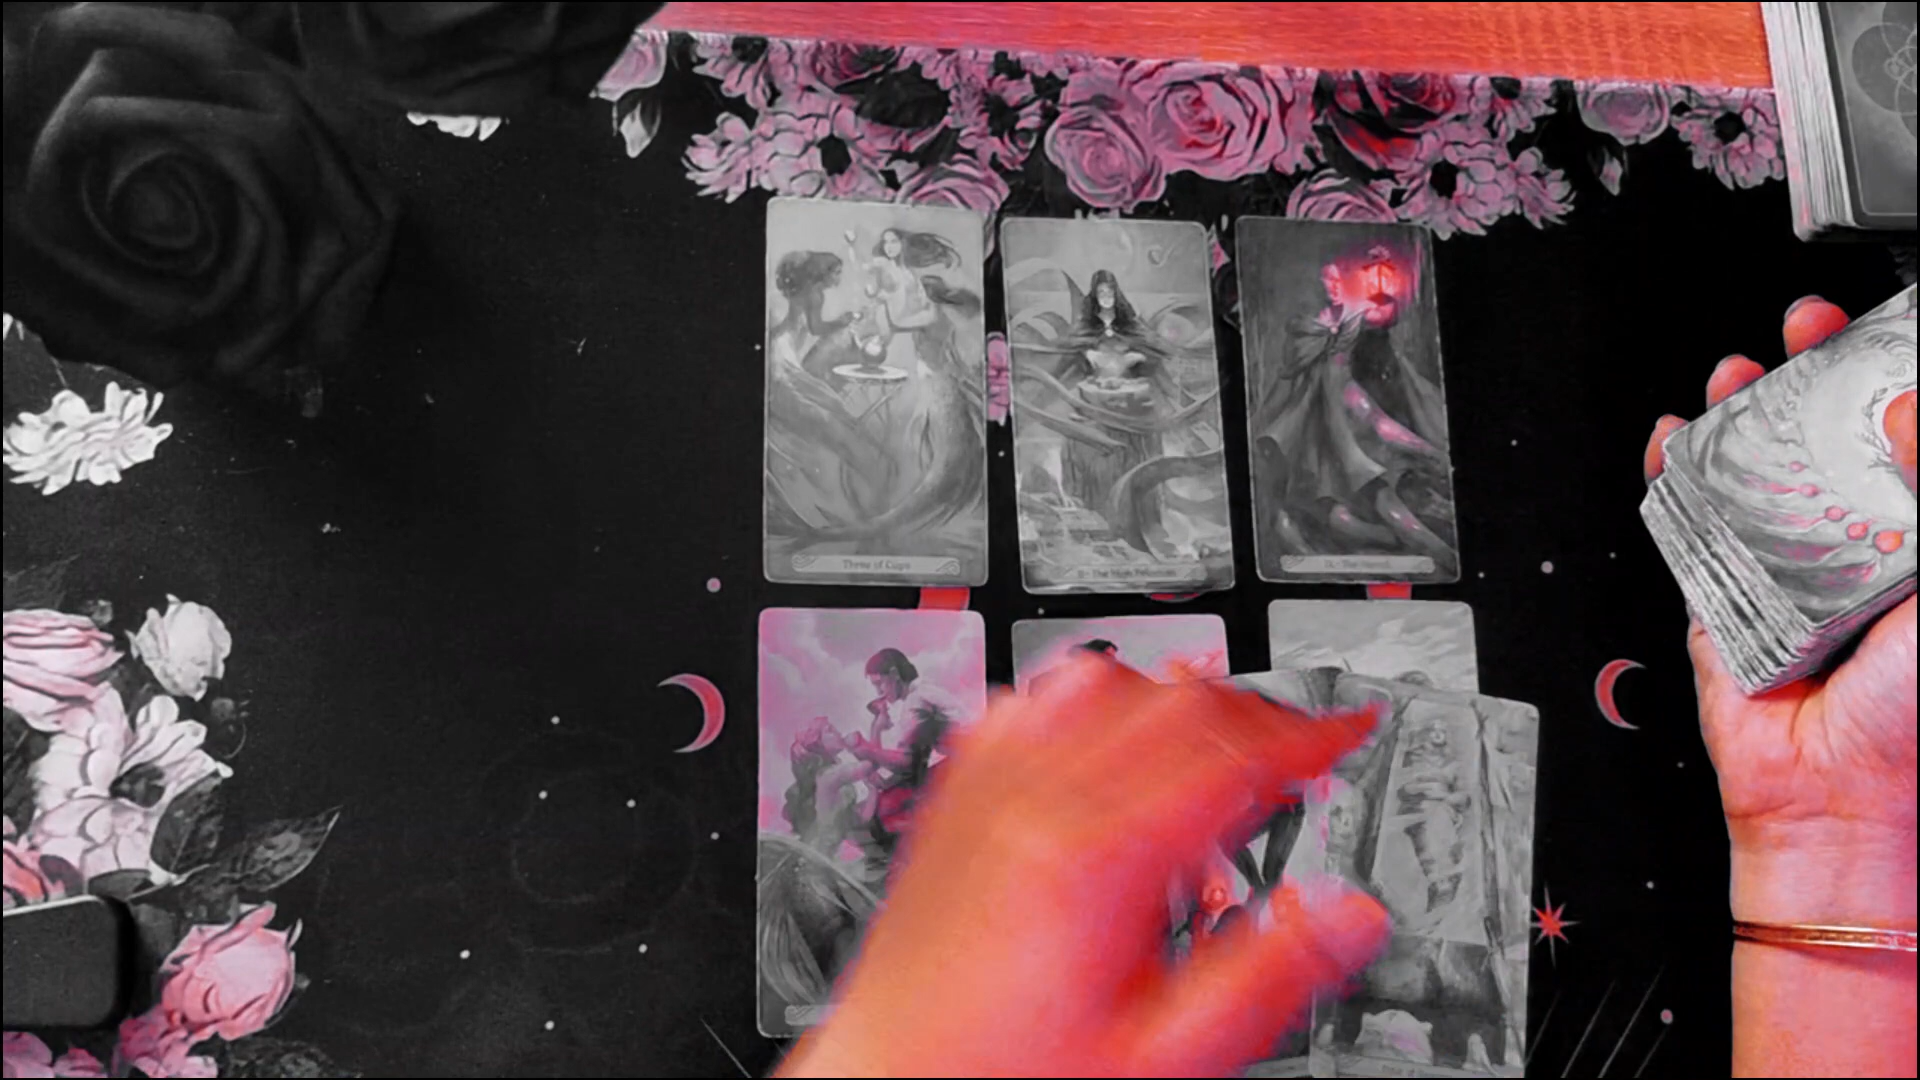 Three of Cups
II - The High Priestess
IX - The Hermit